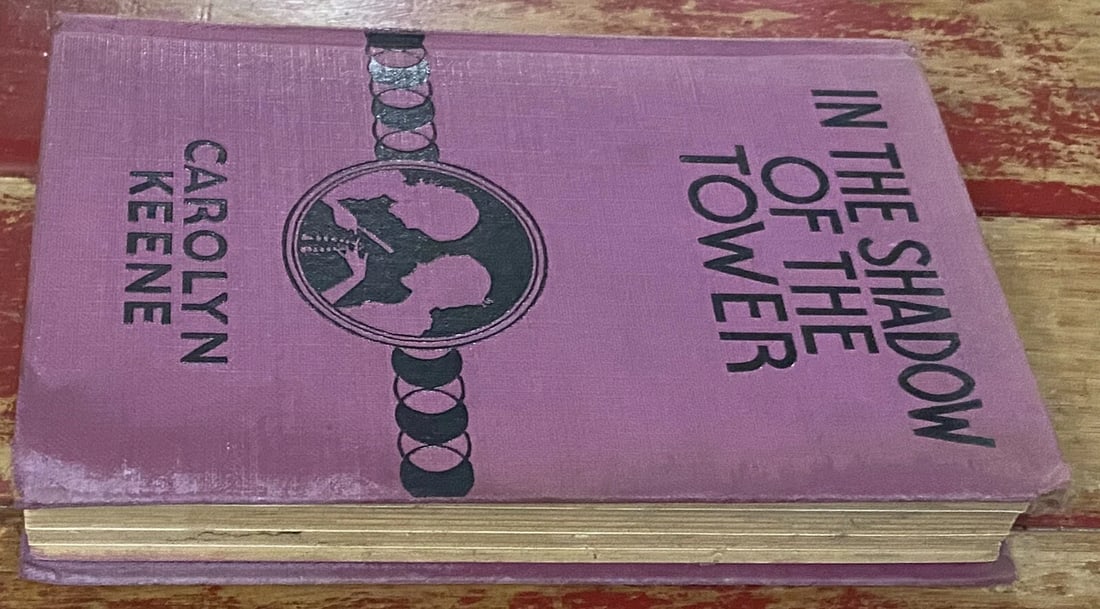 IN THE SHADOW
OF THE
TOWER
CAROLYN
KEENE